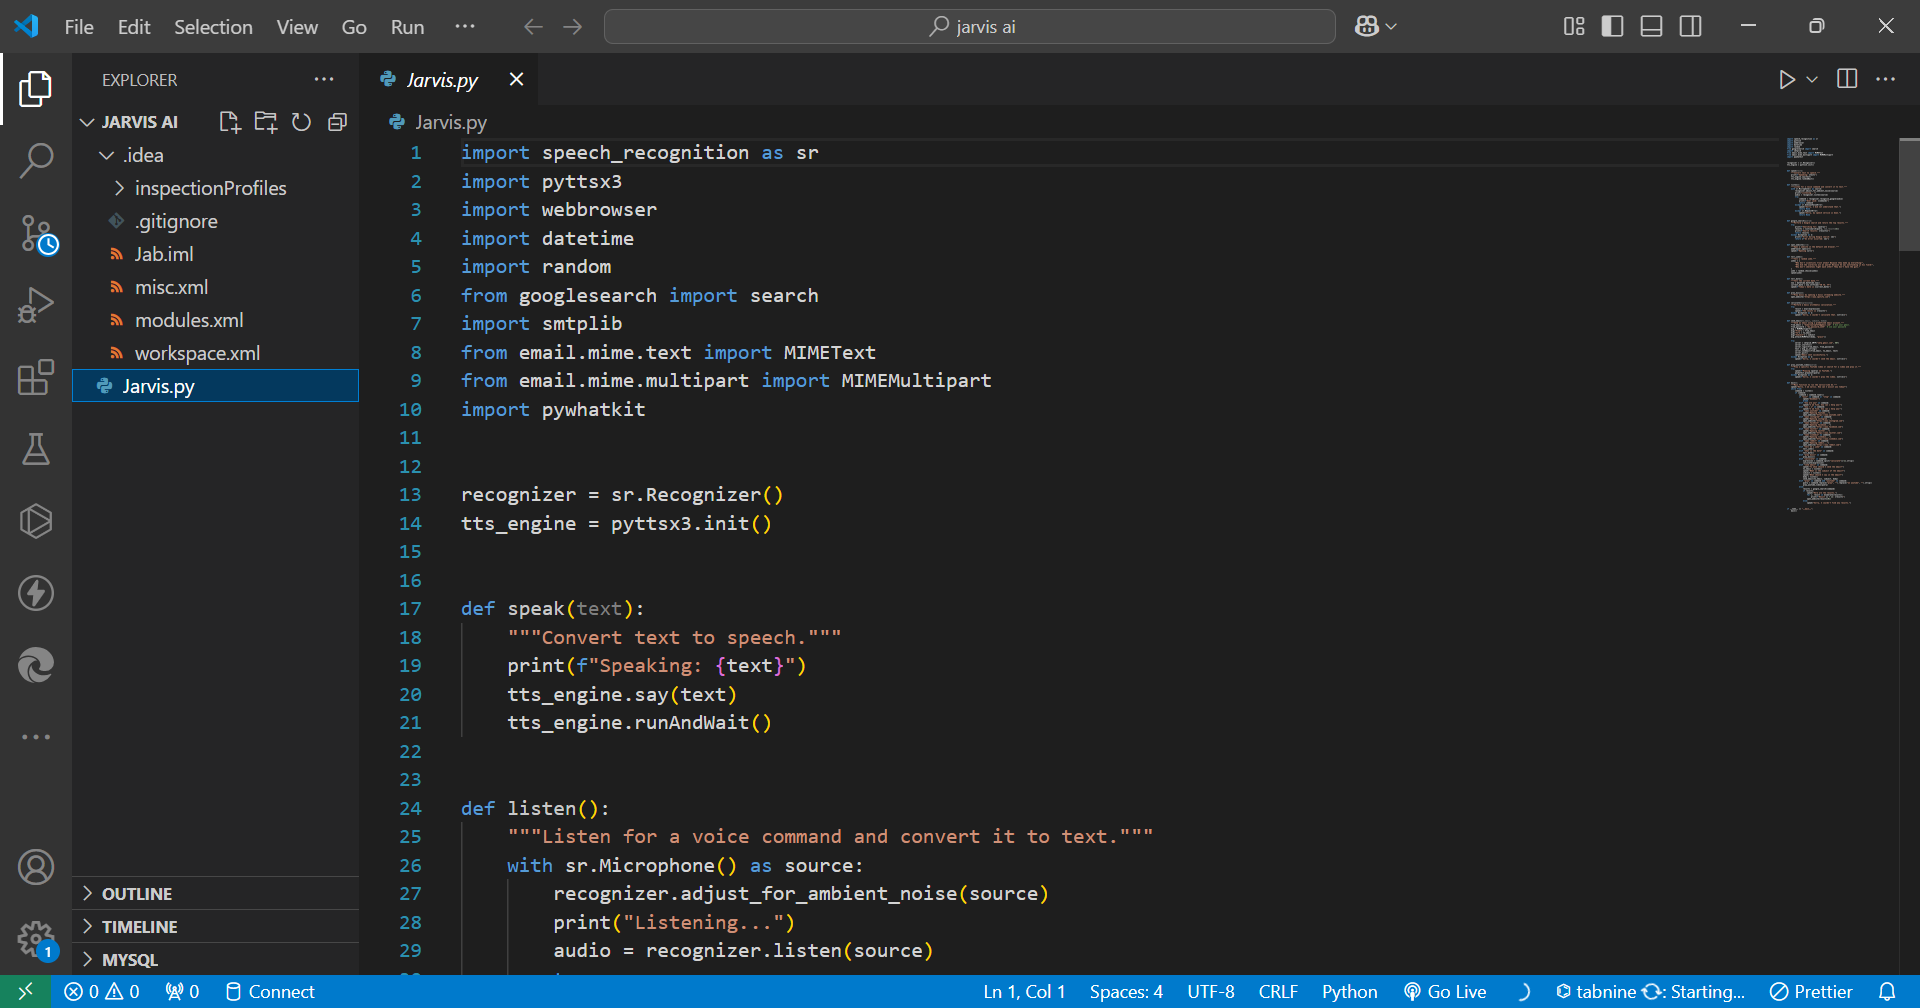 File Edit Selection View Go Run ···
jarvis ai
EXPLORER
JARVIS AI
.idea
inspectionProfiles
.gitignore
Jab.iml
misc.xml
modules.xml
workspace.xml
Jarvis.py
OUTLINE
TIMELINE
MYSQL
1
Jarvis.py
Jarvis.py
1 import speech_recognition as sr
2 import pyttsx3
3 import webbrowser
4 import datetime
5 import random
6 from googlesearch import search
7 import smtplib
8 from email.mime.text import MIMEText
9 from email.mime.multipart import MIMEMultipart
10 import pywhatkit
11
12
13 recognizer = sr.Recognizer()
14 tts_engine = pyttsx3.init()
15
16
17 def speak(text):
18 """Convert text to speech."""
19 print(f"Speaking: {text}")
20 tts_engine.say(text)
21 tts_engine.runAndWait()
22
23
24 def listen():
25 """Listen for a voice command and convert it to text."""
26 with sr.Microphone() as source:
27 recognizer.adjust_for_ambient_noise(source)
28 print("Listening...")
29 audio = recognizer.listen(source)
0 0 0 Connect Ln 1, Col 1 Spaces: 4 UTF-8 CRLF Python Go Live tabnine : Starting... Prettier